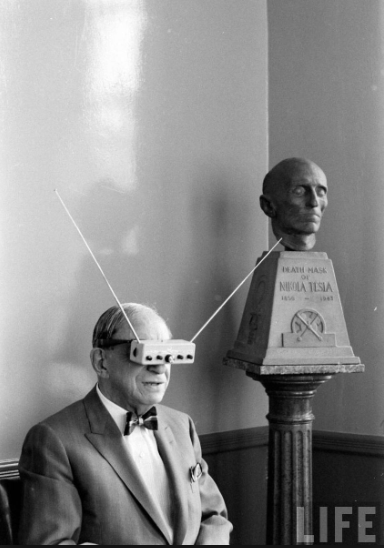 DEATH MASK
OF
NIKOLA TESLA
1856 - 1943
LIFE